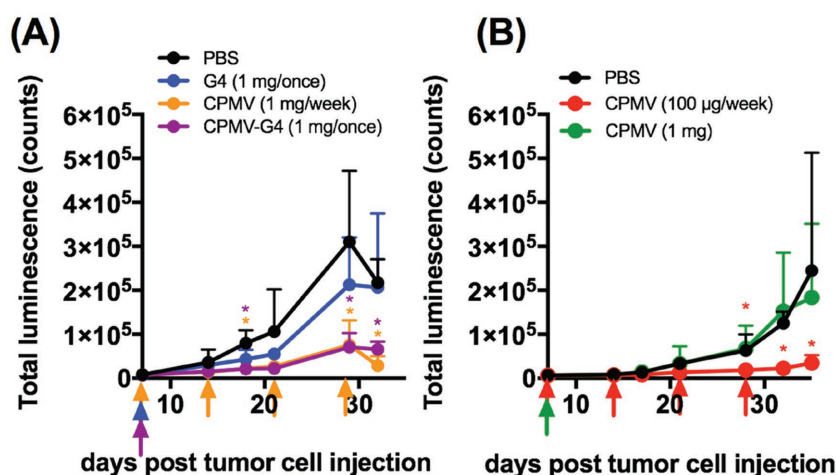 (A)
PBS
G4 (1 mg/once)
CPMV (1 mg/week)
CPMV-G4 (1 mg/once)
Total luminescence (counts)
6×10⁵
5×10⁵
4×10⁵
3×10⁵
2×10⁵
1×10⁵
0
* *
* *
* *
10 20 30
days post tumor cell injection
(B)
PBS
CPMV (100 µg/week)
CPMV (1 mg)
Total luminescence (counts)
6×10⁵
5×10⁵
4×10⁵
3×10⁵
2×10⁵
1×10⁵
0
*
*
*
10 20 30
days post tumor cell injection